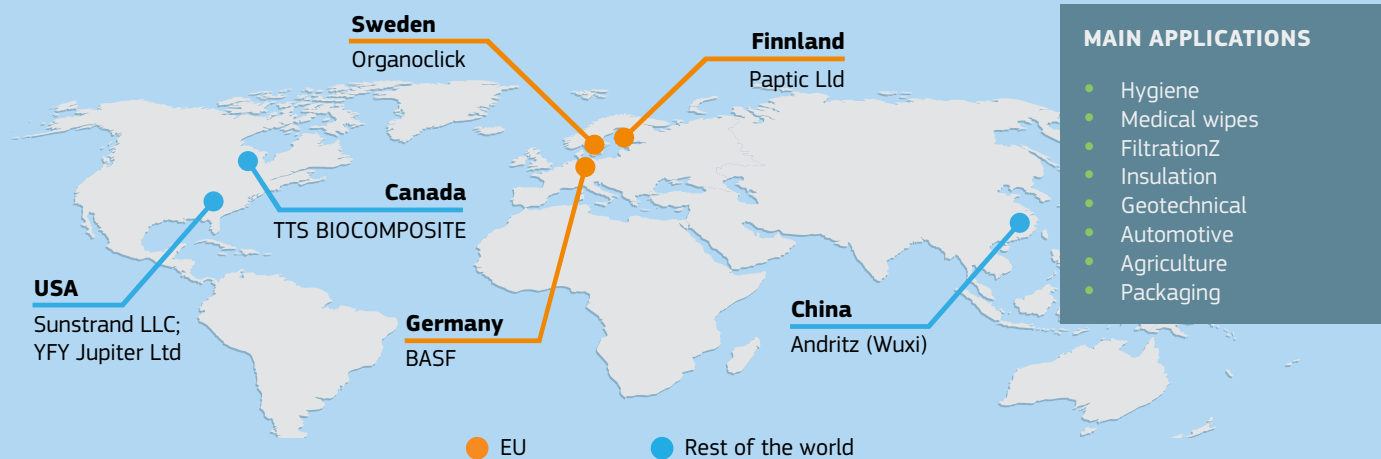 Sweden
Organoclick
Finnland
Paptic Lld
Canada
TTS BIOCOMPOSITE
USA
Sunstrand LLC;
YFY Jupiter Ltd
Germany
BASF
China
Andritz (Wuxi)
MAIN APPLICATIONS
• Hygiene
• Medical wipes
• FiltrationZ
• Insulation
• Geotechnical
• Automotive
• Agriculture
• Packaging
EU
Rest of the world